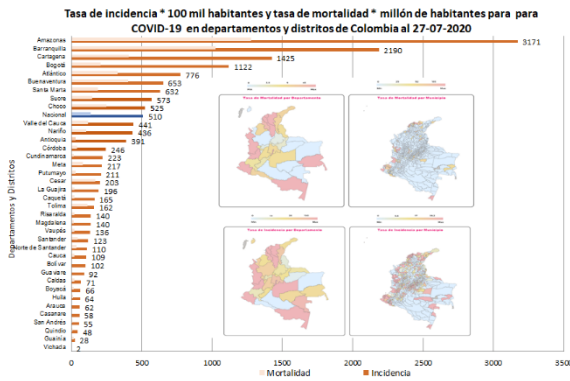 Tasa de incidencia * 100 mil habitantes y tasa de mortalidad * millón de habitantes para para
COVID-19 en departamentos y distritos de Colombia al 27-07-2020
Departamentos y Distritos
Amazonas 3171
Barranquilla 2190
Cartagena 1425
Bogotá 1122
Atlántico 776
Buenaventura 653
Santa Marta 632
Sucre 573
Choco 525
Nacional 510
Valle del Cauca 441
Nariño 436
Antioquia 391
Córdoba 246
Cundinamarca 223
Meta 217
Putumayo 211
Cesar 203
La Guajira 196
Caquetá 165
Tolima 162
Risaralda 140
Magdalena 140
Vaupés 136
Santander 123
Norte de Santander 110
Cauca 109
Bolívar 102
Guaviare 92
Caldas 71
Boyacá 66
Huila 64
Arauca 62
Casanare 58
San Andrés 55
Quindío 48
Guainía 28
Vichada 2
Tasa de Mortalidad por Departamento
Tasa de Mortalidad por Municipio
Tasa de Incidencia por Departamento
Tasa de Incidencia por Municipio
0 500 1000 1500 2000 2500 3000 3500
Mortalidad Incidencia